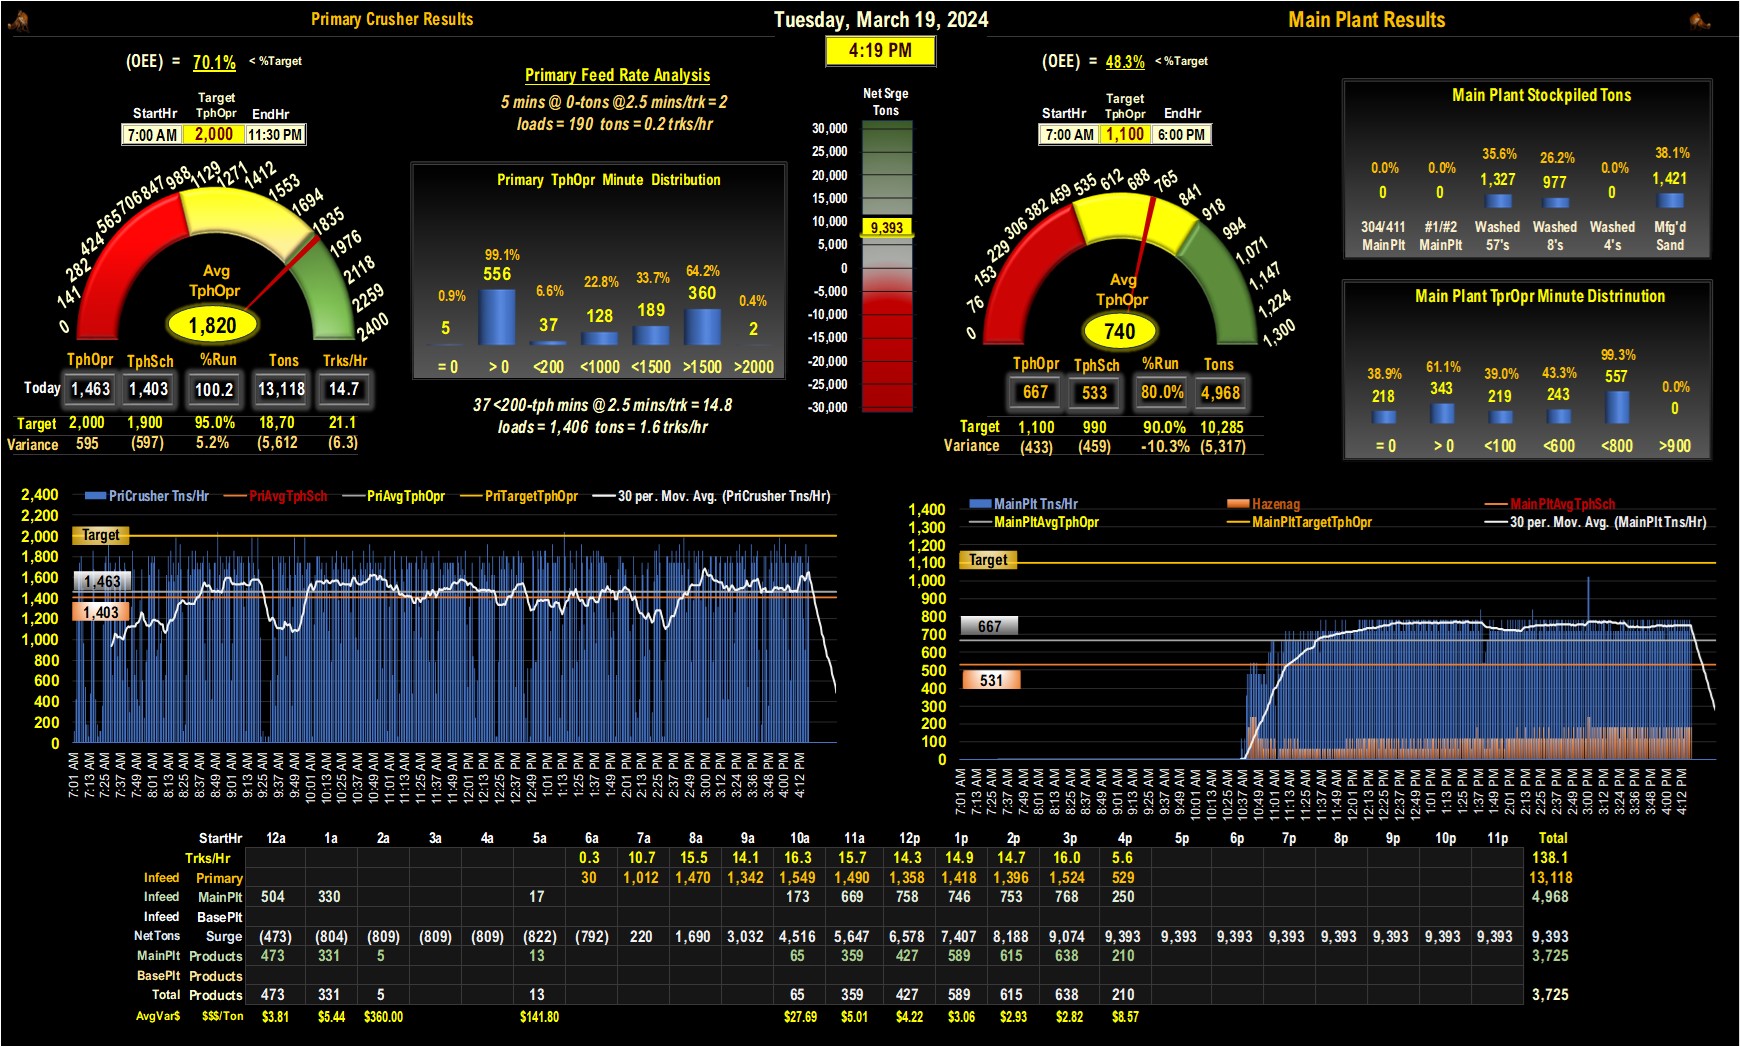 Primary Crusher Results
Tuesday, March 19, 2024
Main Plant Results
4:19 PM
(OEE) = 70.1% < %Target
StartHr Target TphOpr EndHr
7:00 AM 2,000 11:30 PM
0 141 282 424 565 706 847 988 1129 1271 1412 1553 1694 1835 1976 2118 2259 2400
Avg
TphOpr
1,820
TphOpr TphSch %Run Tons Trks/Hr
Today 1,463 1,403 100.2 13,118 14.7
Target 2,000 1,900 95.0% 18,70 21.1
Variance 595 (597) 5.2% (5,612 (6.3)
Primary Feed Rate Analysis
5 mins @ 0-tons @2.5 mins/trk = 2
loads = 190 tons = 0.2 trks/hr
Primary TphOpr Minute Distribution
0.9% 99.1% 6.6% 22.8% 33.7% 64.2% 0.4%
5 556 37 128 189 360 2
= 0 > 0 <200 <1000 <1500 >1500 >2000
37 <200-tph mins @ 2.5 mins/trk = 14.8
loads = 1,406 tons = 1.6 trks/hr
Net Srge
Tons
30,000
25,000
20,000
15,000
10,000
9,393
5,000
0
-5,000
-10,000
-15,000
-20,000
-25,000
-30,000
(OEE) = 48.3% < %Target
StartHr Target TphOpr EndHr
7:00 AM 1,100 6:00 PM
0 76 153 229 306 382 459 535 612 688 765 841 918 994 1,071 1,147 1,224 1,300
Avg
TphOpr
740
TphOpr TphSch %Run Tons
667 533 80.0% 4,968
Target 1,100 990 90.0% 10,285
Variance (433) (459) -10.3% (5,317)
Main Plant Stockpiled Tons
0.0% 0.0% 35.6% 26.2% 0.0% 38.1%
0 0 1,327 977 0 1,421
304/411 #1/#2 Washed Washed Washed Mfg'd
MainPlt MainPlt 57's 8's 4's Sand
Main Plant TprOpr Minute Distrinution
38.9% 61.1% 39.0% 43.3% 99.3% 0.0%
218 343 219 243 557 0
= 0 > 0 <100 <600 <800 >900
PriCrusher Tns/Hr PriAvgTphSch PriAvgTphOpr PriTargetTphOpr 30 per. Mov. Avg. (PriCrusher Tns/Hr)
2,400
2,200
2,000
1,800
1,600
1,400
1,200
1,000
800
600
400
200
0
Target
1,463
1,403
7:01 AM 7:13 AM 7:25 AM 7:37 AM 7:49 AM 8:01 AM 8:13 AM 8:25 AM 8:37 AM 8:49 AM 9:01 AM 9:13 AM 9:25 AM 9:37 AM 9:49 AM 10:01 AM 10:13 AM 10:25 AM 10:37 AM 10:49 AM 11:01 AM 11:13 AM 11:25 AM 11:37 AM 11:49 AM 12:01 PM 12:13 PM 12:25 PM 12:37 PM 12:49 PM 1:01 PM 1:13 PM 1:25 PM 1:37 PM 1:49 PM 2:01 PM 2:13 PM 2:25 PM 2:37 PM 2:49 PM 3:00 PM 3:12 PM 3:24 PM 3:36 PM 3:48 PM 4:00 PM 4:12 PM
MainPlt Tns/Hr Hazenag MainPltAvgTphSch
MainPltAvgTphOpr MainPltTargetTphOpr 30 per. Mov. Avg. (MainPlt Tns/Hr)
1,400
1,300
1,200
1,100
1,000
900
800
700
600
500
400
300
200
100
0
Target
667
531
7:01 AM 7:13 AM 7:25 AM 7:37 AM 7:49 AM 8:01 AM 8:13 AM 8:25 AM 8:37 AM 8:49 AM 9:01 AM 9:13 AM 9:25 AM 9:37 AM 9:49 AM 10:01 AM 10:13 AM 10:25 AM 10:37 AM 10:49 AM 11:01 AM 11:13 AM 11:25 AM 11:37 AM 11:49 AM 12:01 PM 12:13 PM 12:25 PM 12:37 PM 12:49 PM 1:01 PM 1:13 PM 1:25 PM 1:37 PM 1:49 PM 2:01 PM 2:13 PM 2:25 PM 2:37 PM 2:49 PM 3:00 PM 3:12 PM 3:24 PM 3:36 PM 3:48 PM 4:00 PM 4:12 PM
StartHr 12a 1a 2a 3a 4a 5a 6a 7a 8a 9a 10a 11a 12p 1p 2p 3p 4p 5p 6p 7p 8p 9p 10p 11p Total
Trks/Hr 0.3 10.7 15.5 14.1 16.3 15.7 14.3 14.9 14.7 16.0 5.6 138.1
Infeed Primary 30 1,012 1,470 1,342 1,549 1,490 1,358 1,418 1,396 1,524 529 13,118
Infeed MainPlt 504 330 17 173 669 758 746 753 768 250 4,968
Infeed BasePlt
NetTons Surge (473) (804) (809) (809) (809) (822) (792) 220 1,690 3,032 4,516 5,647 6,578 7,407 8,188 9,074 9,393 9,393 9,393 9,393 9,393 9,393 9,393 9,393 9,393
MainPlt Products 473 331 5 13 65 359 427 589 615 638 210 3,725
BasePlt Products
Total Products 473 331 5 13 65 359 427 589 615 638 210 3,725
AvgVar$ $$$/Ton $3.81 $5.44 $360.00 $141.80 $27.69 $5.01 $4.22 $3.06 $2.93 $2.82 $8.57